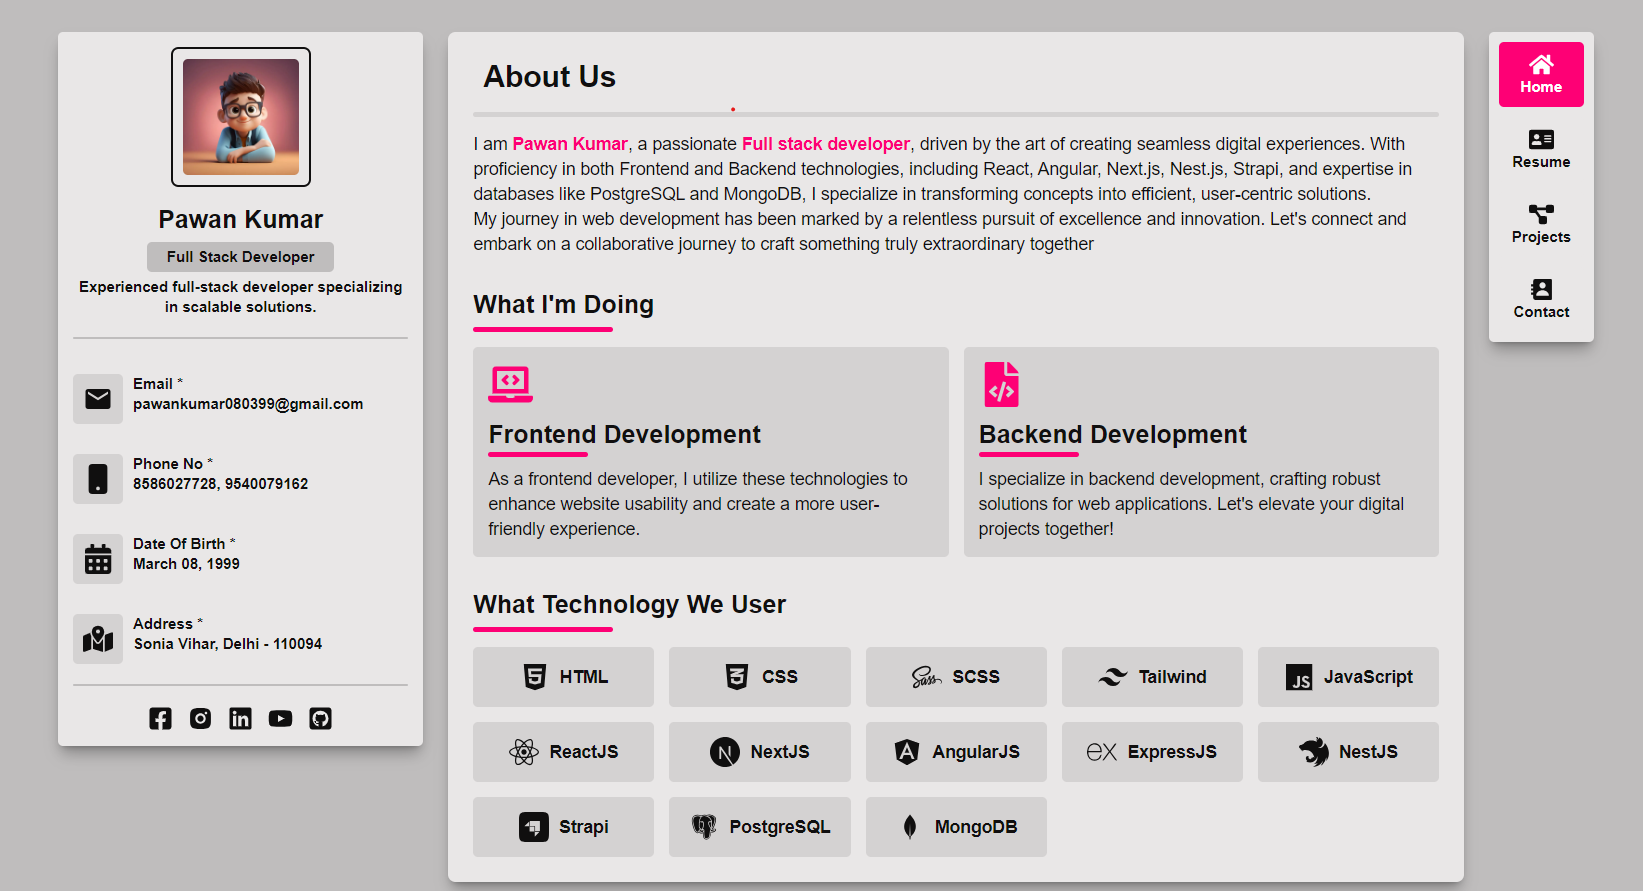 Pawan Kumar
Full Stack Developer
Experienced full-stack developer specializing
in scalable solutions.
Email *
pawankumar080399@gmail.com
Phone No *
8586027728, 9540079162
Date Of Birth *
March 08, 1999
Address *
Sonia Vihar, Delhi - 110094
About Us
I am Pawan Kumar, a passionate Full stack developer, driven by the art of creating seamless digital experiences. With
proficiency in both Frontend and Backend technologies, including React, Angular, Next.js, Nest.js, Strapi, and expertise in
databases like PostgreSQL and MongoDB, I specialize in transforming concepts into efficient, user-centric solutions.
My journey in web development has been marked by a relentless pursuit of excellence and innovation. Let's connect and
embark on a collaborative journey to craft something truly extraordinary together
What I'm Doing
Frontend Development
As a frontend developer, I utilize these technologies to
enhance website usability and create a more user-
friendly experience.
Backend Development
I specialize in backend development, crafting robust
solutions for web applications. Let's elevate your digital
projects together!
What Technology We User
HTML
CSS
Sass SCSS
Tailwind
JS JavaScript
ReactJS
N NextJS
A AngularJS
ex ExpressJS
NestJS
Strapi
PostgreSQL
MongoDB
Home
Resume
Projects
Contact